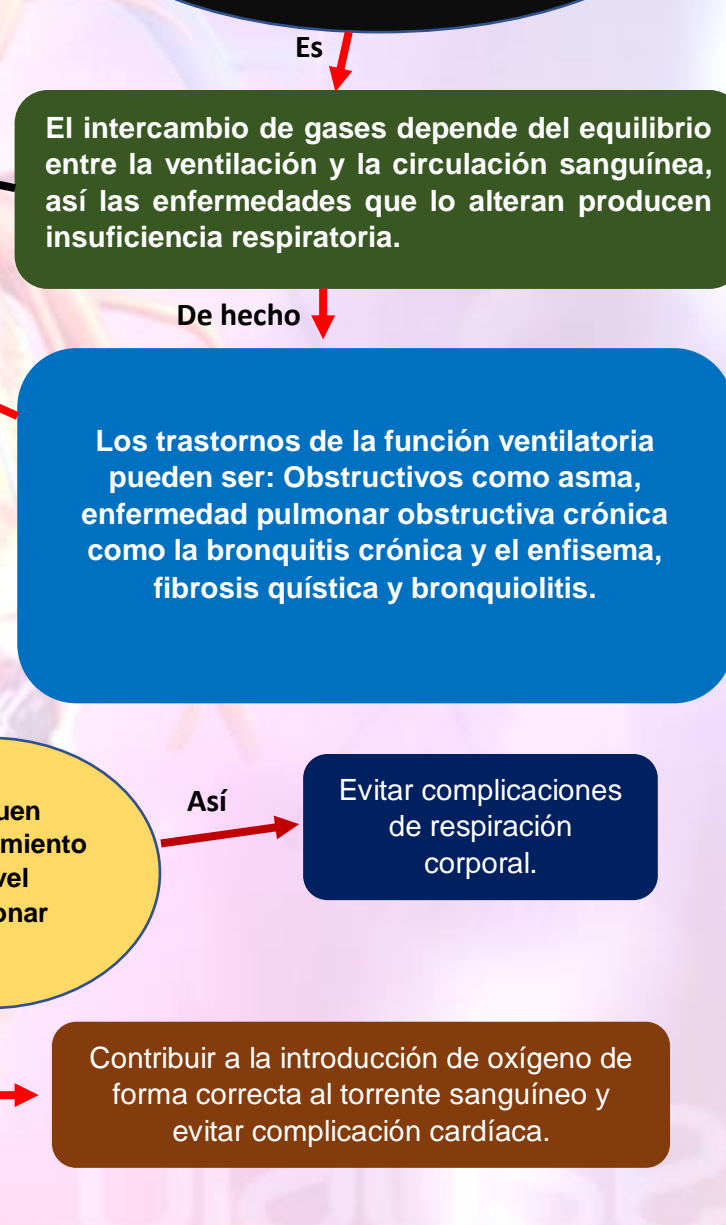 Es
El intercambio de gases depende del equilibrio
entre la ventilación y la circulación sanguínea,
así las enfermedades que lo alteran producen
insuficiencia respiratoria.
De hecho
Los trastornos de la función ventilatoria
pueden ser: Obstructivos como asma,
enfermedad pulmonar obstructiva crónica
como la bronquitis crónica y el enfisema,
fibrosis quística y bronquiolitis.
uen
miento
vel
onar
Así
Evitar complicaciones
de respiración
corporal.
Contribuir a la introducción de oxígeno de
forma correcta al torrente sanguíneo y
evitar complicación cardíaca.